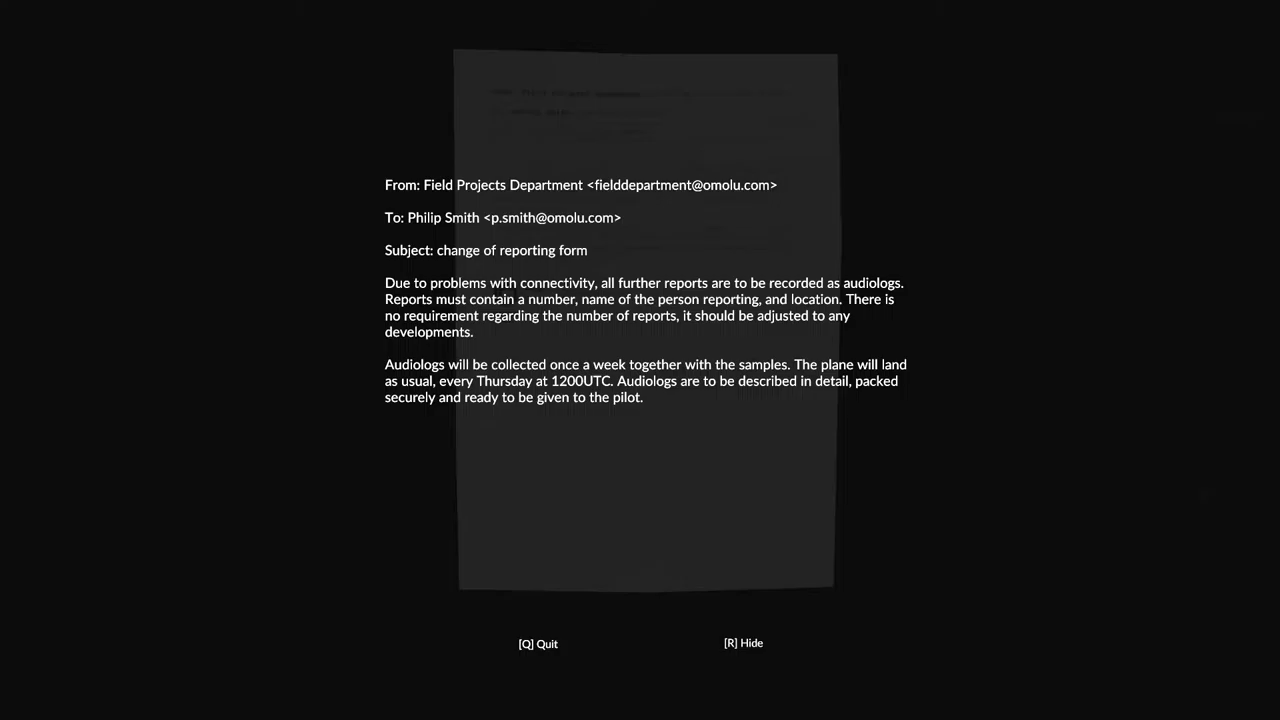 From: Field Projects Department <fielddepartment@omolu.com>
To: Philip Smith <p.smith@omolu.com>
Subject: change of reporting form
Due to problems with connectivity, all further reports are to be recorded as audiologs.
Reports must contain a number, name of the person reporting, and location. There is
no requirement regarding the number of reports, it should be adjusted to any
developments.
Audiologs will be collected once a week together with the samples. The plane will land
as usual, every Thursday at 1200UTC. Audiologs are to be described in detail, packed
securely and ready to be given to the pilot.
[Q] Quit
[R] Hide